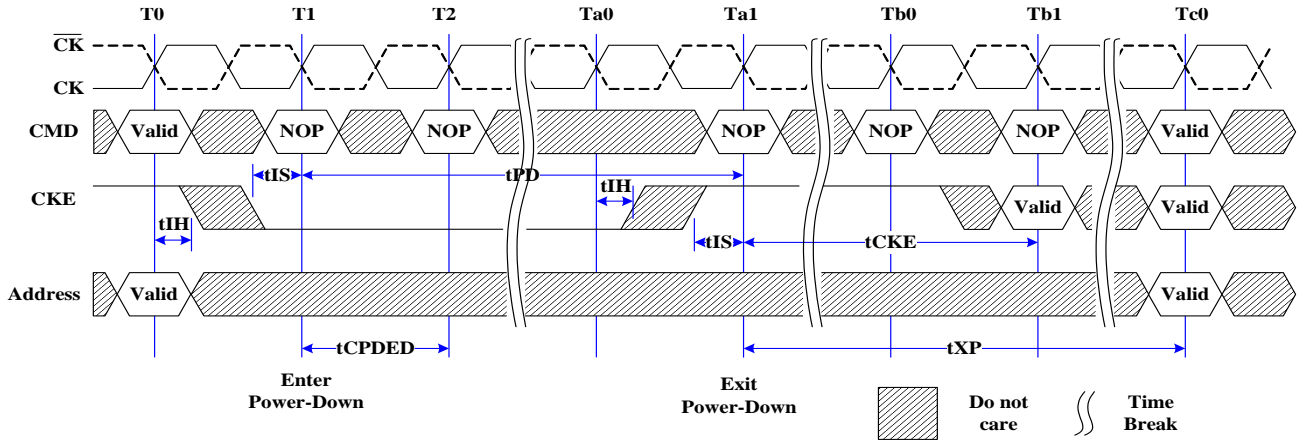 T0 T1 T2 Ta0 Ta1 Tb0 Tb1 Tc0
CK
CK
CMD Valid NOP NOP NOP NOP NOP Valid
tIS tPD
CKE tIH Valid Valid
tIH tIS tCKE
Address Valid Valid
tCPDED tXP
Enter
Power-Down
Exit
Power-Down
Do not
care
Time
Break